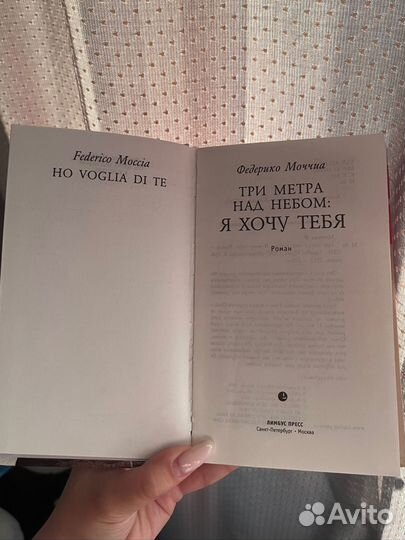 Federico Moccia
HO VOGLIA DI TE
Федерико Моччиа
ТРИ МЕТРА
НАД НЕБОМ:
Я ХОЧУ ТЕБЯ
Роман
ЛИМБУС ПРЕСС
Санкт-Петербург • Москва
Avito